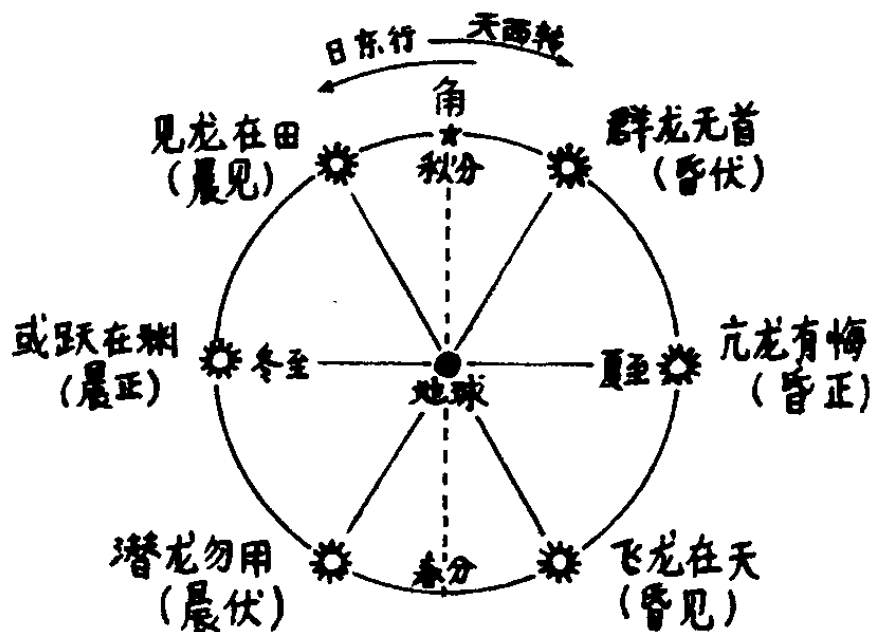 日东行
天西转
角
见龙在田
(晨见)
秋分
群龙无首
(昏伏)
或跃在渊
(晨正)
冬至
地球
夏至
亢龙有悔
(昏正)
潜龙勿用
(晨伏)
春分
飞龙在天
(昏见)